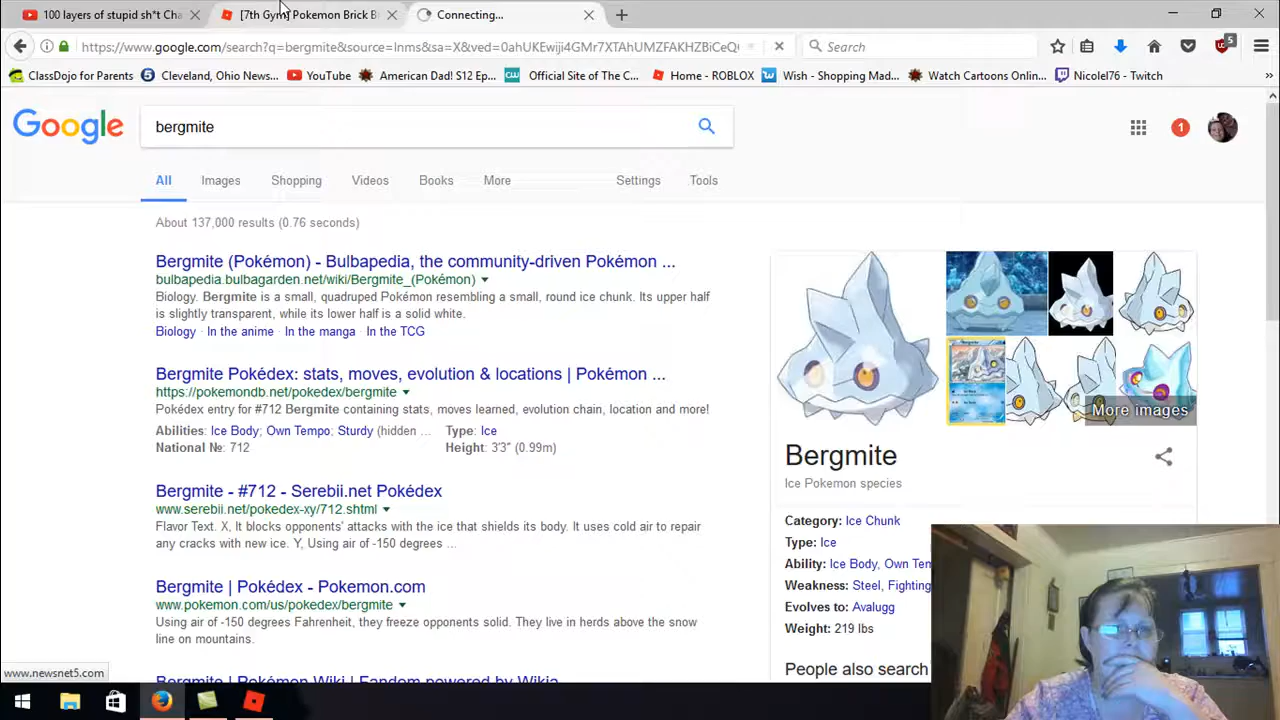 100 layers of stupid sh*t Cha
[7th Gym] Pokemon Brick B
Connecting...
https://www.google.com/search?q=bergmite&source=lnms&sa=X&ved=
Search
5
ClassDojo for Parents
Cleveland, Ohio New...
YouTube
American Dad! S12 Ep...
Official Site of The C...
Home - ROBLOX
Wish - Shopping Mad...
Watch Cartoons Onlin...
Nicolel76 - Twitch
Google
bergmite
1
All Images Shopping Videos Books More Settings Tools
About 137,000 results (0.76 seconds)
Bergmite (Pokémon) - Bulbapedia, the community-driven Pokémon ...
bulbapedia.bulbagarden.net/wiki/Bergmite_(Pokémon)
Biology. Bergmite is a small, quadruped Pokémon resembling a small, round ice chunk. Its upper half
is slightly transparent, while its lower half is a solid white.
Biology · In the anime · In the manga · In the TCG
Bergmite Pokédex: stats, moves, evolution & locations | Pokémon ...
https://pokemondb.net/pokedex/bergmite
Pokédex entry for #712 Bergmite containing stats, moves learned, evolution chain, location and more!
Abilities: Ice Body; Own Tempo; Sturdy (hidden ... Type: Ice
National №: 712 Height: 3'3" (0.99m)
Bergmite - #712 - Serebii.net Pokédex
www.serebii.net/pokedex-xy/712.shtml
Flavor Text. X, It blocks opponents' attacks with the ice that shields its body. It uses cold air to repair
any cracks with new ice. Y, Using air of -150 degrees ...
Bergmite | Pokédex - Pokemon.com
www.pokemon.com/us/pokedex/bergmite
Using air of -150 degrees Fahrenheit, they freeze opponents solid. They live in herds above the snow
line on mountains.
Bergmite | Pokémon Wiki | Fandom powered by Wikia
www.newsnet5.com
More images
Bergmite
Ice Pokemon species
Category: Ice Chunk
Type: Ice
Ability: Ice Body, Own Tem
Weakness: Steel, Fighting
Evolves to: Avalugg
Weight: 219 lbs
People also search